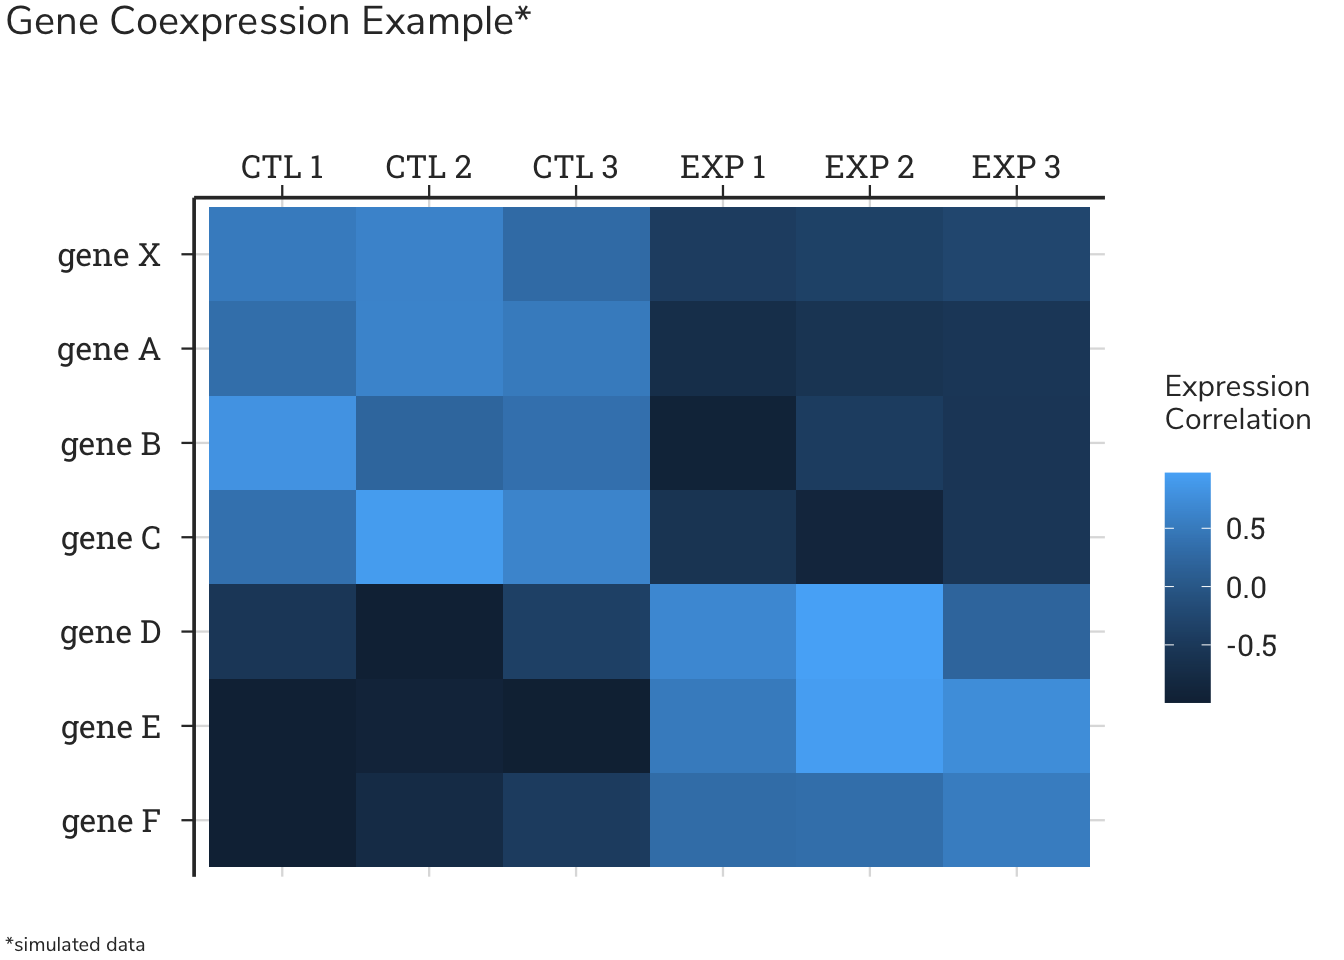 Gene Coexpression Example*
CTL 1 CTL 2 CTL 3 EXP 1 EXP 2 EXP 3
gene X
gene A
gene B
gene C
gene D
gene E
gene F
Expression
Correlation
0.5
0.0
-0.5
*simulated data